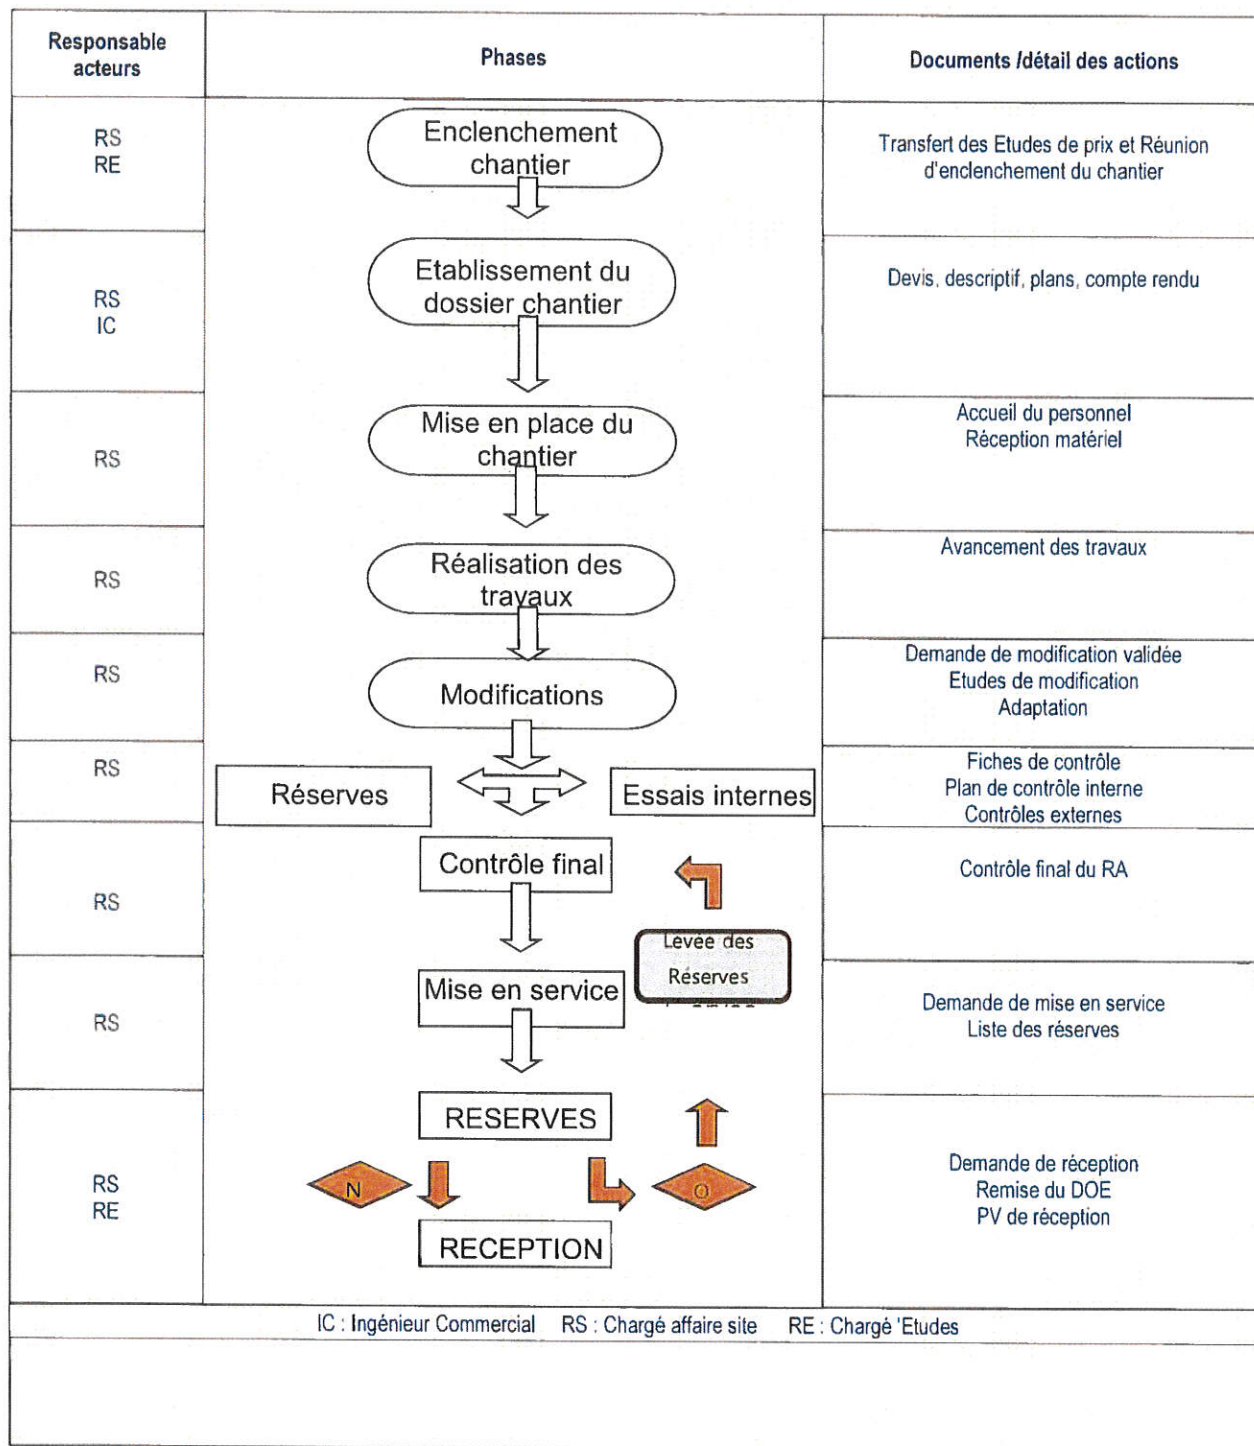 Responsable
acteurs
Phases
Documents /détail des actions
RS
RE
Enclenchement
chantier
Transfert des Etudes de prix et Réunion
d'enclenchement du chantier
RS
IC
Etablissement du
dossier chantier
Devis, descriptif, plans, compte rendu
RS
Mise en place du
chantier
Accueil du personnel
Réception matériel
RS
Réalisation des
travaux
Avancement des travaux
RS
Modifications
Demande de modification validée
Etudes de modification
Adaptation
RS
Réserves
Essais internes
Fiches de contrôle
Plan de contrôle interne
Contrôles externes
RS
Contrôle final
Contrôle final du RA
Levée des
Réserves
RS
Mise en service
Demande de mise en service
Liste des réserves
RS
RE
RESERVES
N
O
RECEPTION
Demande de réception
Remise du DOE
PV de réception
IC : Ingénieur Commercial RS : Chargé affaire site RE : Chargé 'Etudes